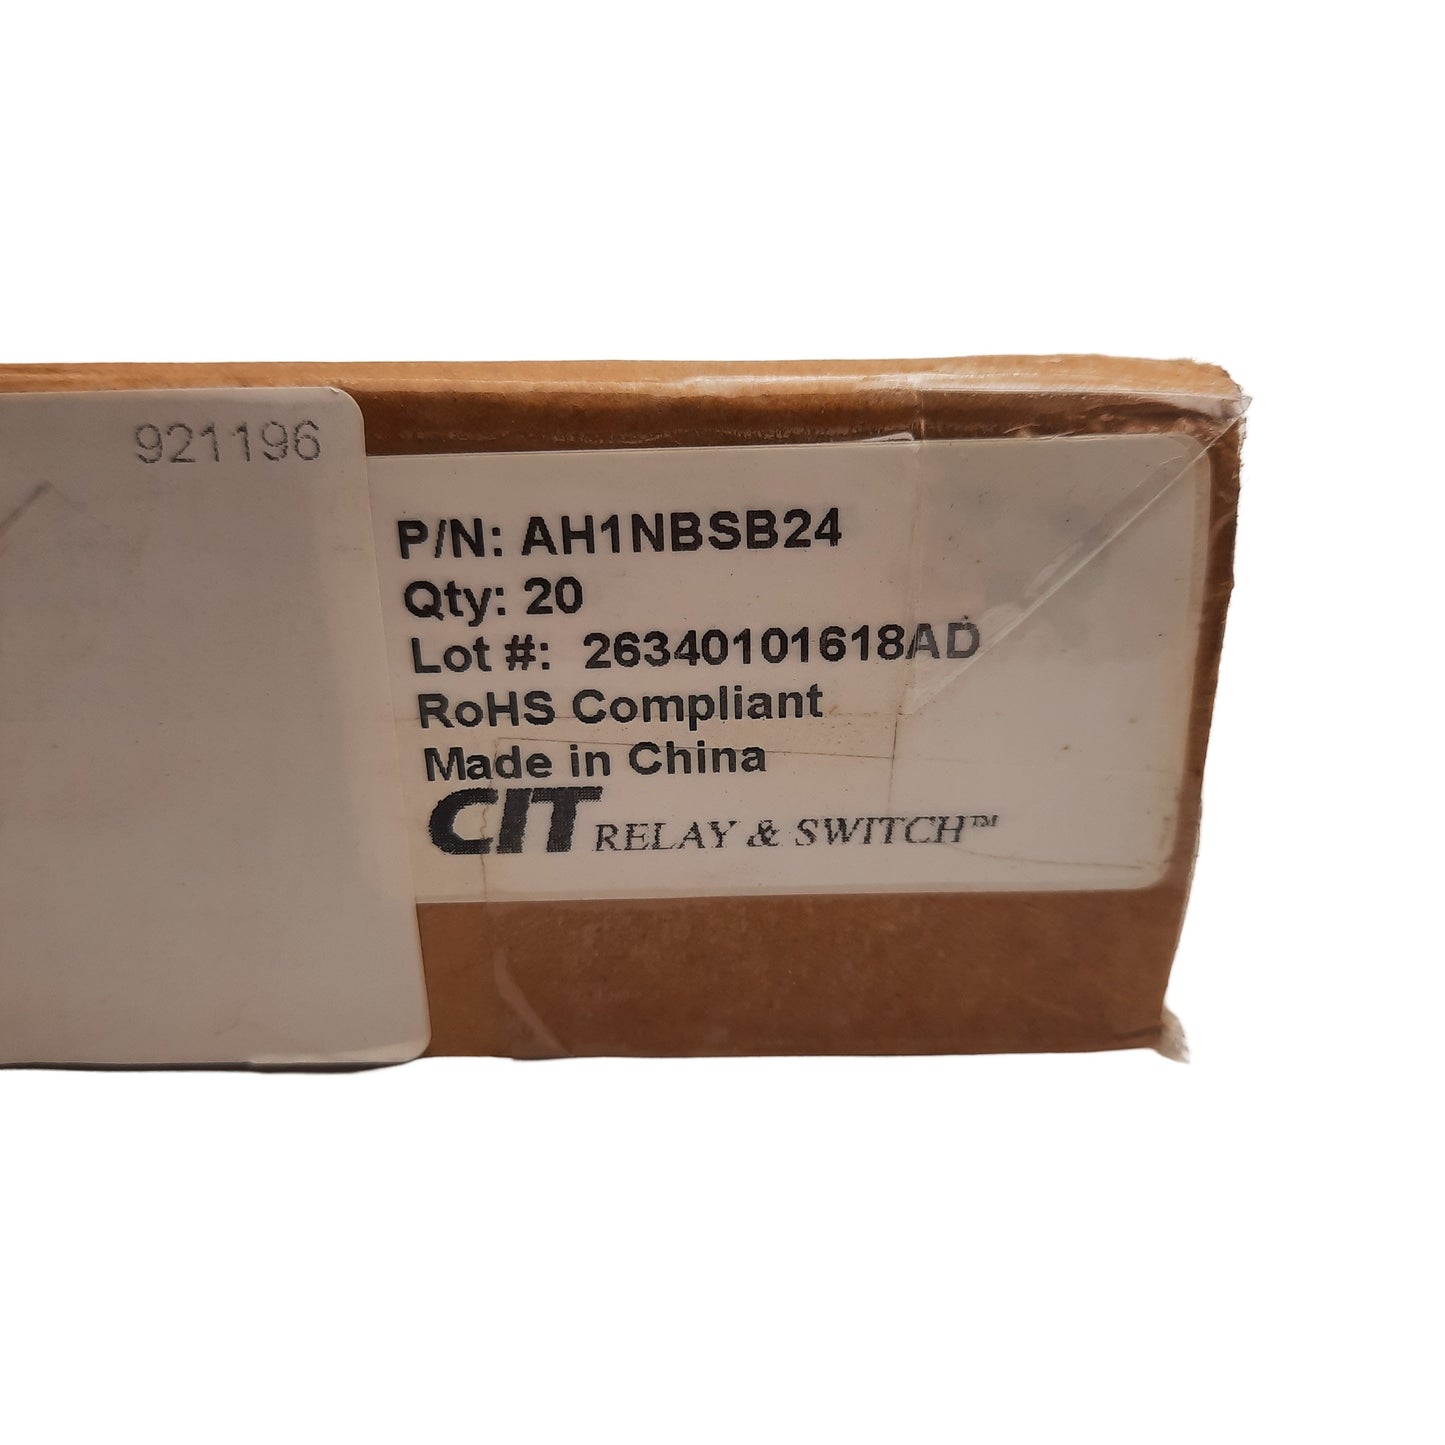 921196
P/N: AH1NBSB24
Qty: 20
Lot #: 26340101618AD
RoHS Compliant
Made in China
CIT RELAY & SWITCH™